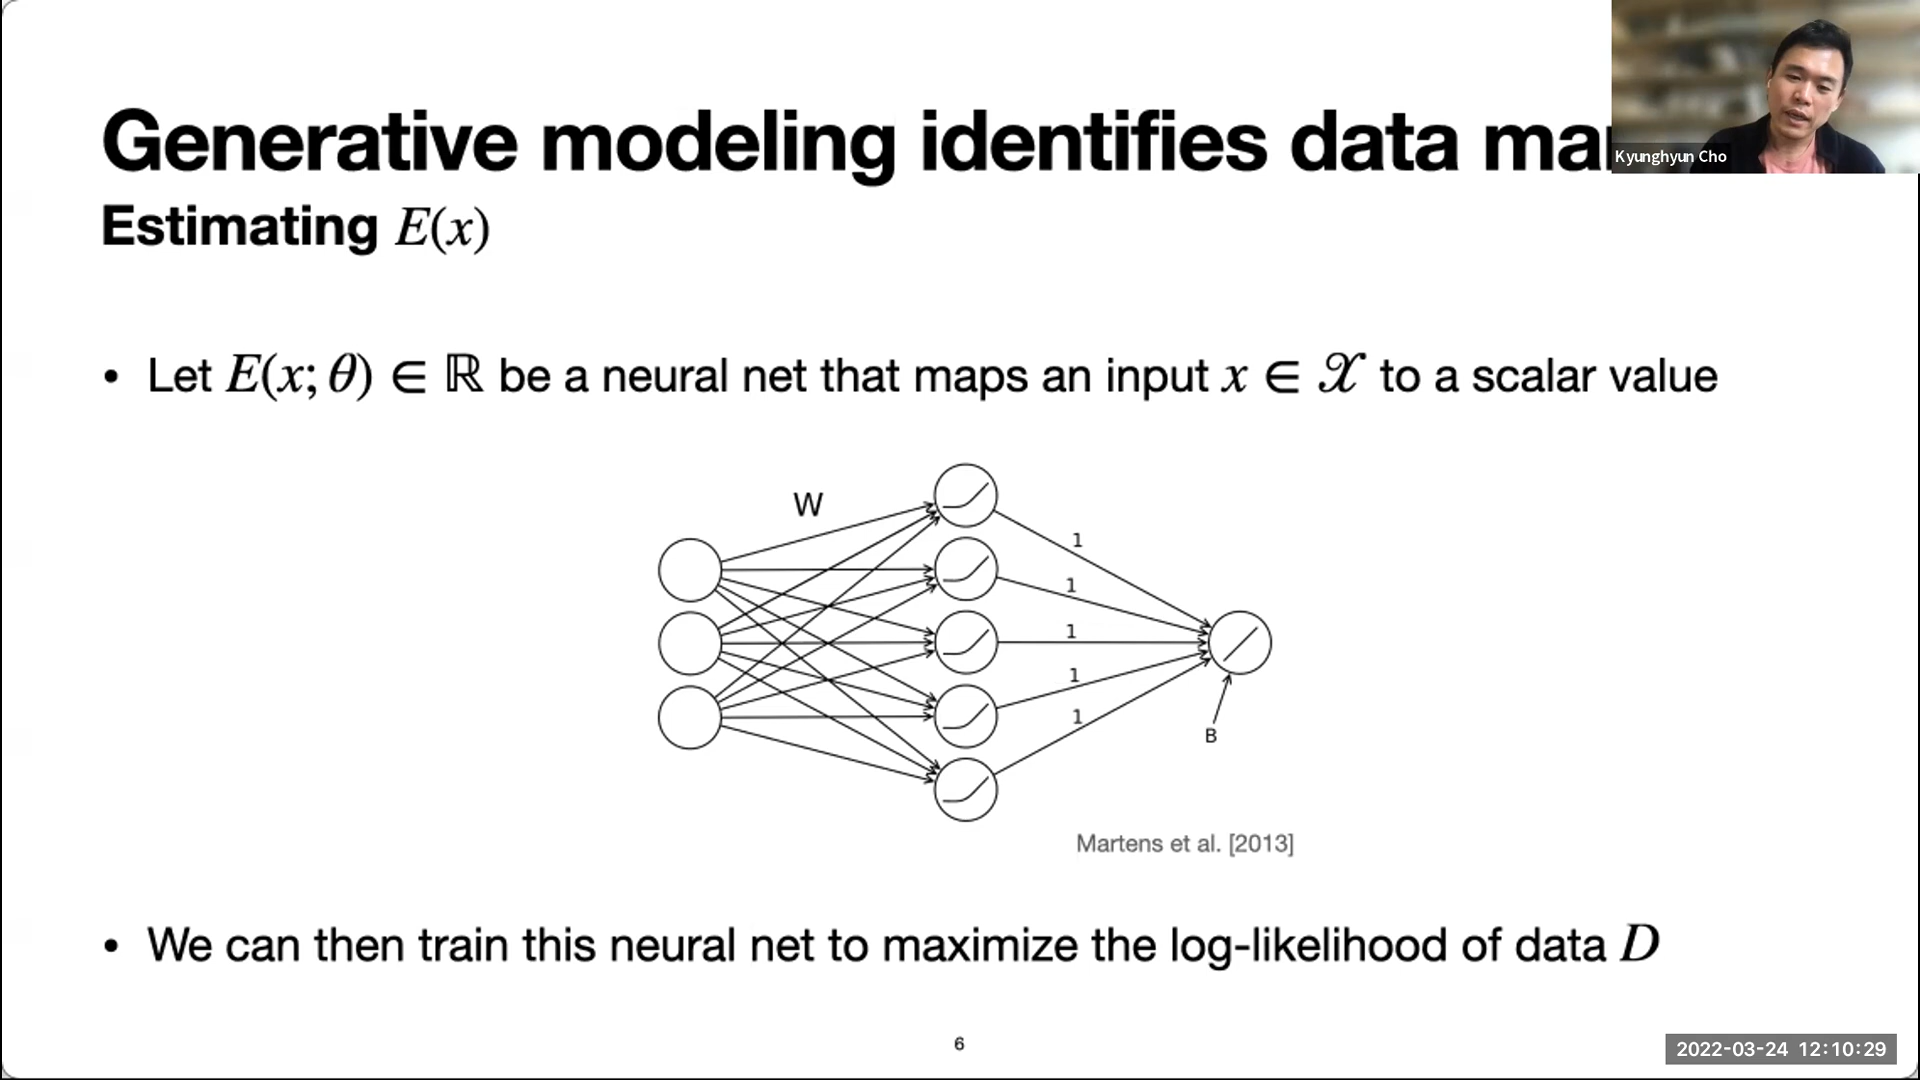 Generative modeling identifies data
Kyunghyun Cho
Estimating E(x)
• Let E(x; θ) ∈ ℝ be a neural net that maps an input x ∈ 𝒳 to a scalar value
W
1
1
1
1
1
B
Martens et al. [2013]
• We can then train this neural net to maximize the log-likelihood of data D
6
2022-03-24 12:10:29